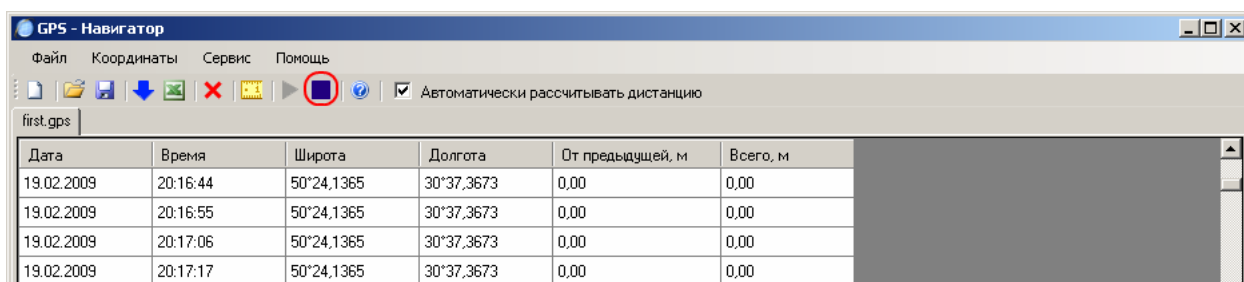 GPS - Навигатор
Файл Координаты Сервис Помощь
Автоматически рассчитывать дистанцию
first.gps
Дата Время Широта Долгота От предыдущей, м Всего, м
19.02.2009 20:16:44 50°24,1365 30°37,3673 0,00 0,00
19.02.2009 20:16:55 50°24,1365 30°37,3673 0,00 0,00
19.02.2009 20:17:06 50°24,1365 30°37,3673 0,00 0,00
19.02.2009 20:17:17 50°24,1365 30°37,3673 0,00 0,00